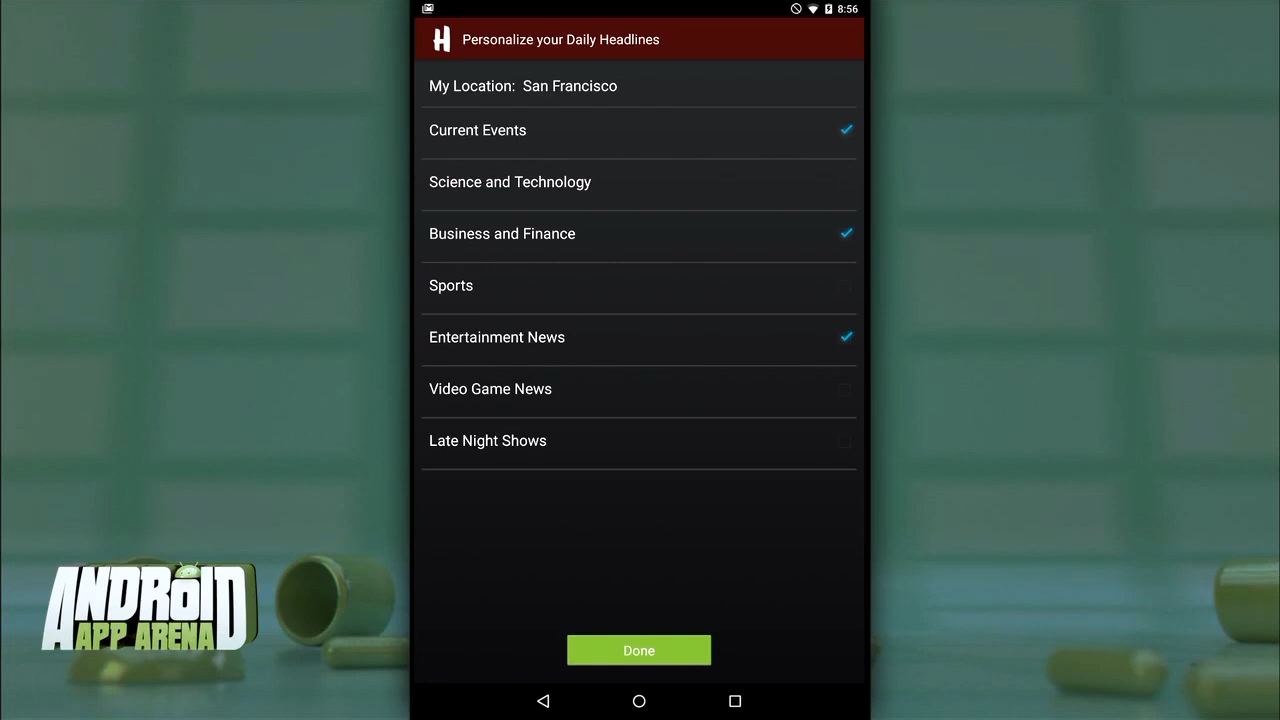 8:56
H Personalize your Daily Headlines
My Location: San Francisco
Current Events
Science and Technology
Business and Finance
Sports
Entertainment News
Video Game News
Late Night Shows
Done
ANDROID
APP ARENA